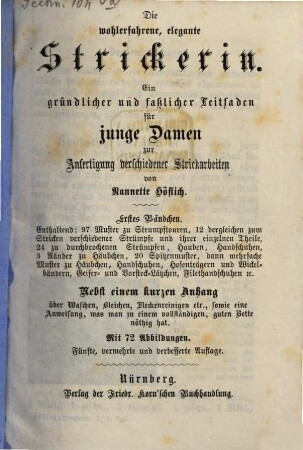 Die
wohlerfahrene, elegante
Strickerin.
Ein
gründlicher und faßlicher Leitfaden
für
junge Damen
zur
Anfertigung verschiedener Strickarbeiten
von
Nannette Höflich.
Erstes Bändchen.
Enthaltend: 97 Muster zu Strumpftouren, 12 dergleichen zum
Stricken verschiedener Strümpfe und ihrer einzelnen Theile,
24 zu durchbrochenen Strümpfen, Hauben, Handschuhen,
3 Ränder zu Häubchen, 20 Spitzenmuster, dann mehrfache
Muster zu Häubchen, Handschuhen, Hosenträgern und Wickel-
bändern, Geifer- und Vorsteck-Lätzchen, Filethandschuhen ec.
Nebst einem kurzen Anhang
über Waschen, Bleichen, Fleckenreinigen etc., sowie eine
Anweisung, was man zu einem vollständigen, guten Bette
nöthig hat.
Mit 72 Abbildungen.
Fünfte, vermehrte und verbesserte Auflage.
Nürnberg.
Verlag der Friedr. Korn'schen Buchhandlung.